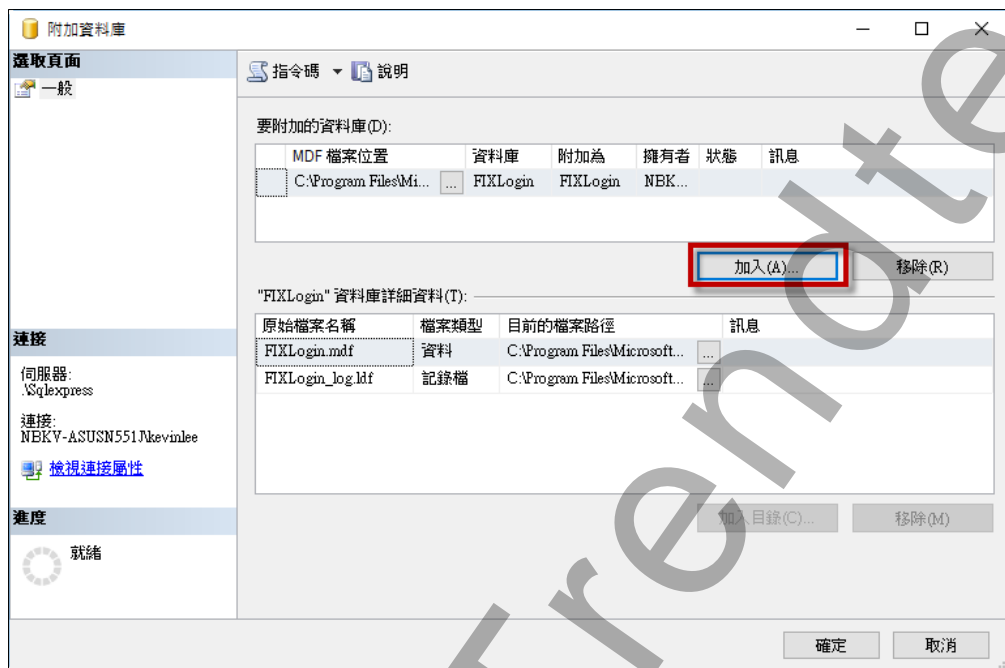 附加資料庫
選取頁面
一般
指令碼 說明
要附加的資料庫(D):
MDF 檔案位置 資料庫 附加為 擁有者 狀態 訊息
C:\Program Files\Mi... ... FIXLogin FIXLogin NBK...
加入(A)... 移除(R)
"FIXLogin" 資料庫詳細資料(T):
原始檔案名稱 檔案類型 目前的檔案路徑 訊息
FIXLogin.mdf 資料 C:\Program Files\Microsoft... ...
FIXLogin_log.ldf 記錄檔 C:\Program Files\Microsoft... ...
加入目錄(C)... 移除(M)
連接
伺服器:
.\Sqlexpress
連接:
NBKV-ASUSN551J\kevinlee
檢視連接屬性
進度
就緒
確定 取消
Trendte